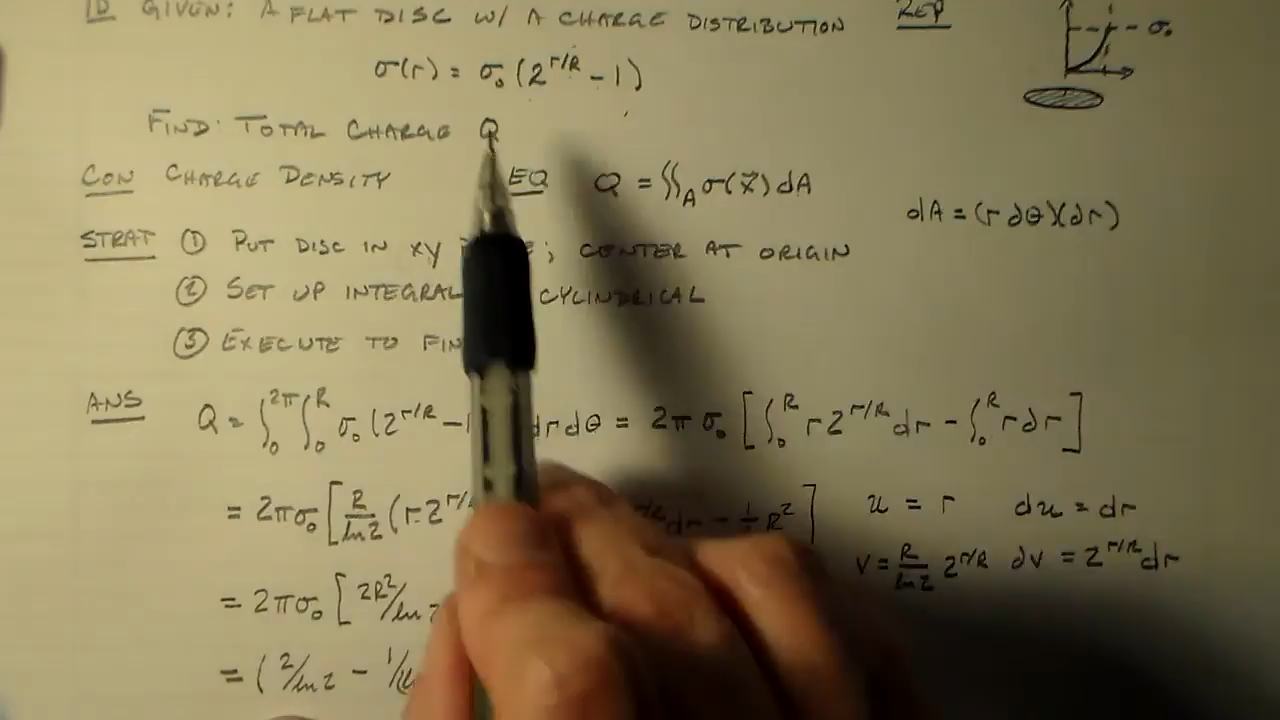 ID GIVEN: A FLAT DISC W/ A CHARGE DISTRIBUTION REP
σ(r) = σ₀ (2^{r/R} - 1)
σ₀
FIND: TOTAL CHARGE Q
CON CHARGE DENSITY EQ Q = ∬_A σ(x⃗) dA
dA = (r dθ)(dr)
STRAT ① PUT DISC IN xy ; CENTER AT ORIGIN
② SET UP INTEGRAL CYLINDRICAL
③ EXECUTE TO
ANS Q = ∫₀^{2π} ∫₀^R σ₀ (2^{r/R} - 1 dr dθ = 2πσ₀ [∫₀^R r 2^{r/R} dr - ∫₀^R r dr]
= 2πσ₀ [R/ln2 (r 2^{r/ dr - ½ R²] u = r du = dr
v = R/ln2 2^{r/R} dv = 2^{r/R} dr
= 2πσ₀ [2R²/ln 2
= (2/ln2 - 1/